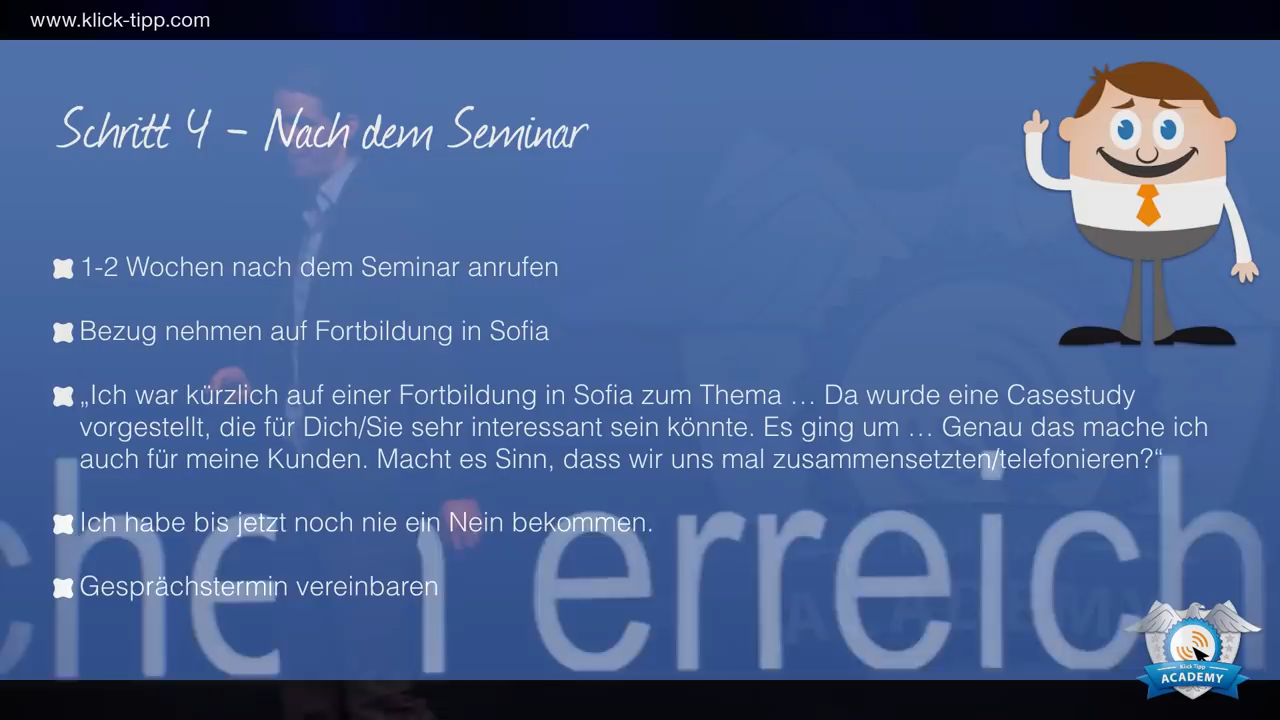 www.klick-tipp.com
Schritt 4 - Nach dem Seminar
1-2 Wochen nach dem Seminar anrufen
Bezug nehmen auf Fortbildung in Sofia
„Ich war kürzlich auf einer Fortbildung in Sofia zum Thema … Da wurde eine Casestudy
vorgestellt, die für Dich/Sie sehr interessant sein könnte. Es ging um … Genau das mache ich
auch für meine Kunden. Macht es Sinn, dass wir uns mal zusammensetzten/telefonieren?“
Ich habe bis jetzt noch nie ein Nein bekommen.
erreich
Gesprächstermin vereinbaren
ACADEMY
Klick Tipp
ACADEMY